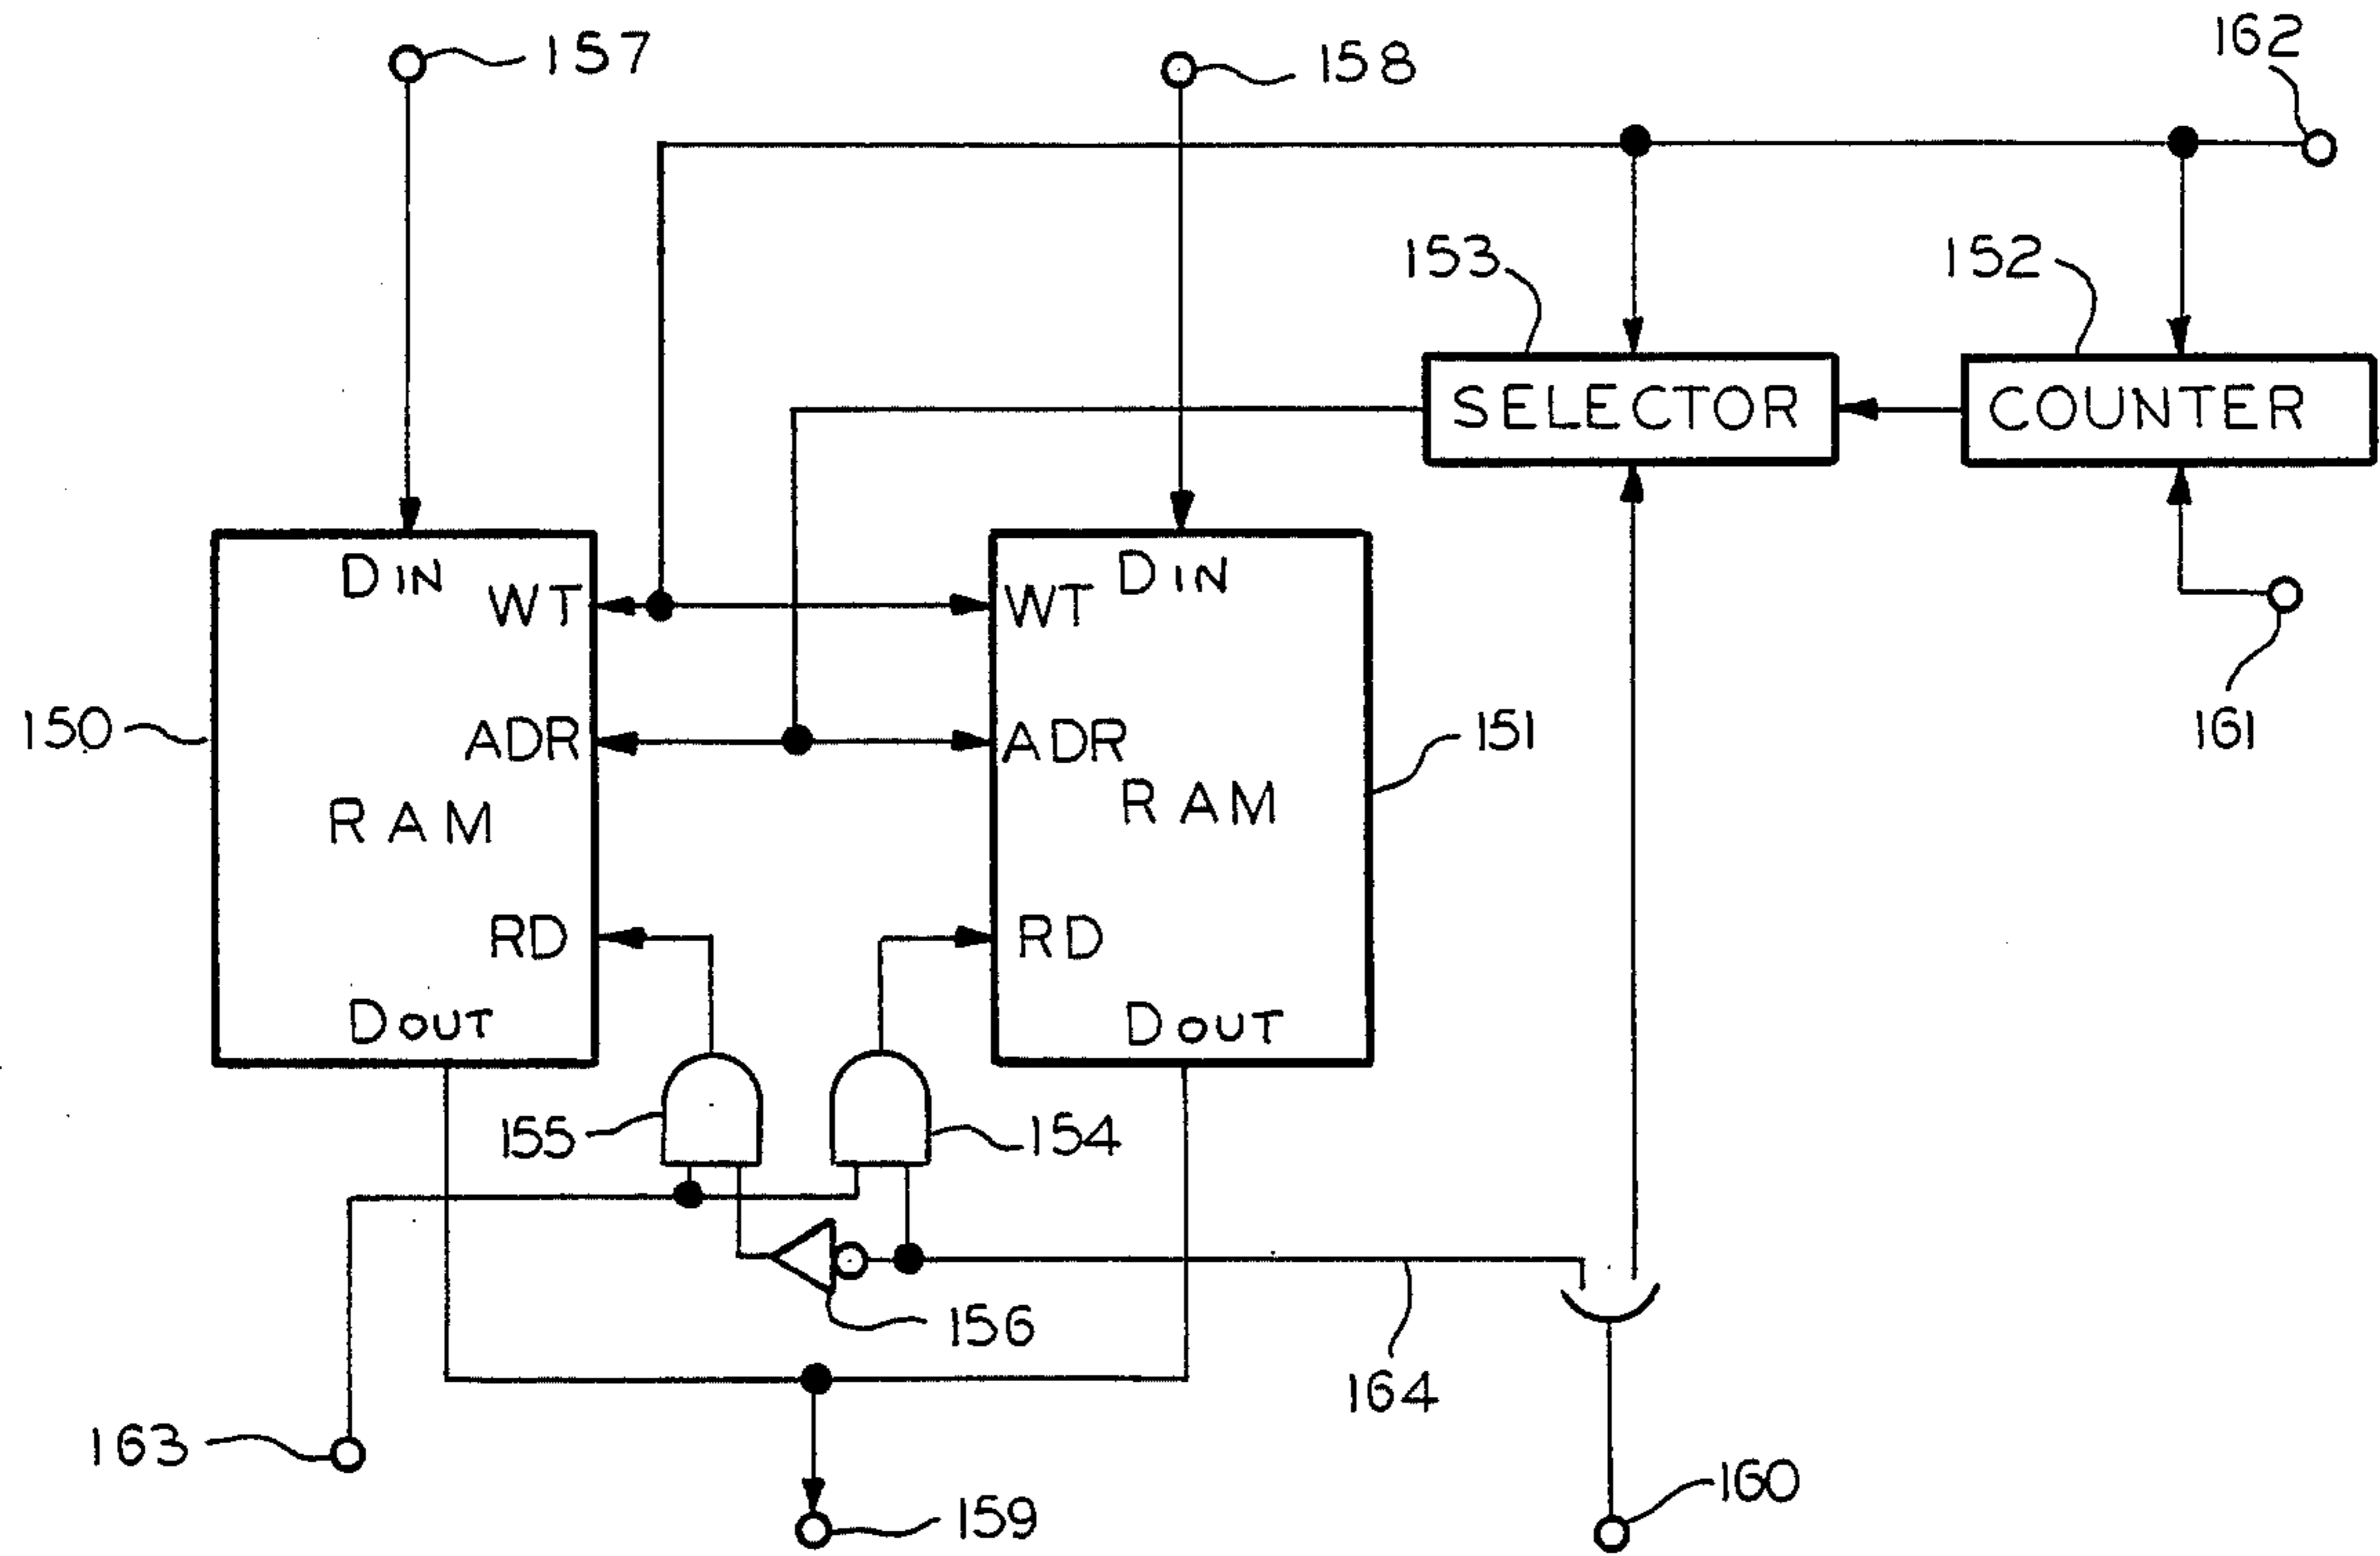 157
158
162
153
152
SELECTOR
COUNTER
DIN
WT
WT
DIN
161
150
ADR
ADR
151
RAM
RAM
RD
RD
DOUT
DOUT
155
154
156
164
163
159
160